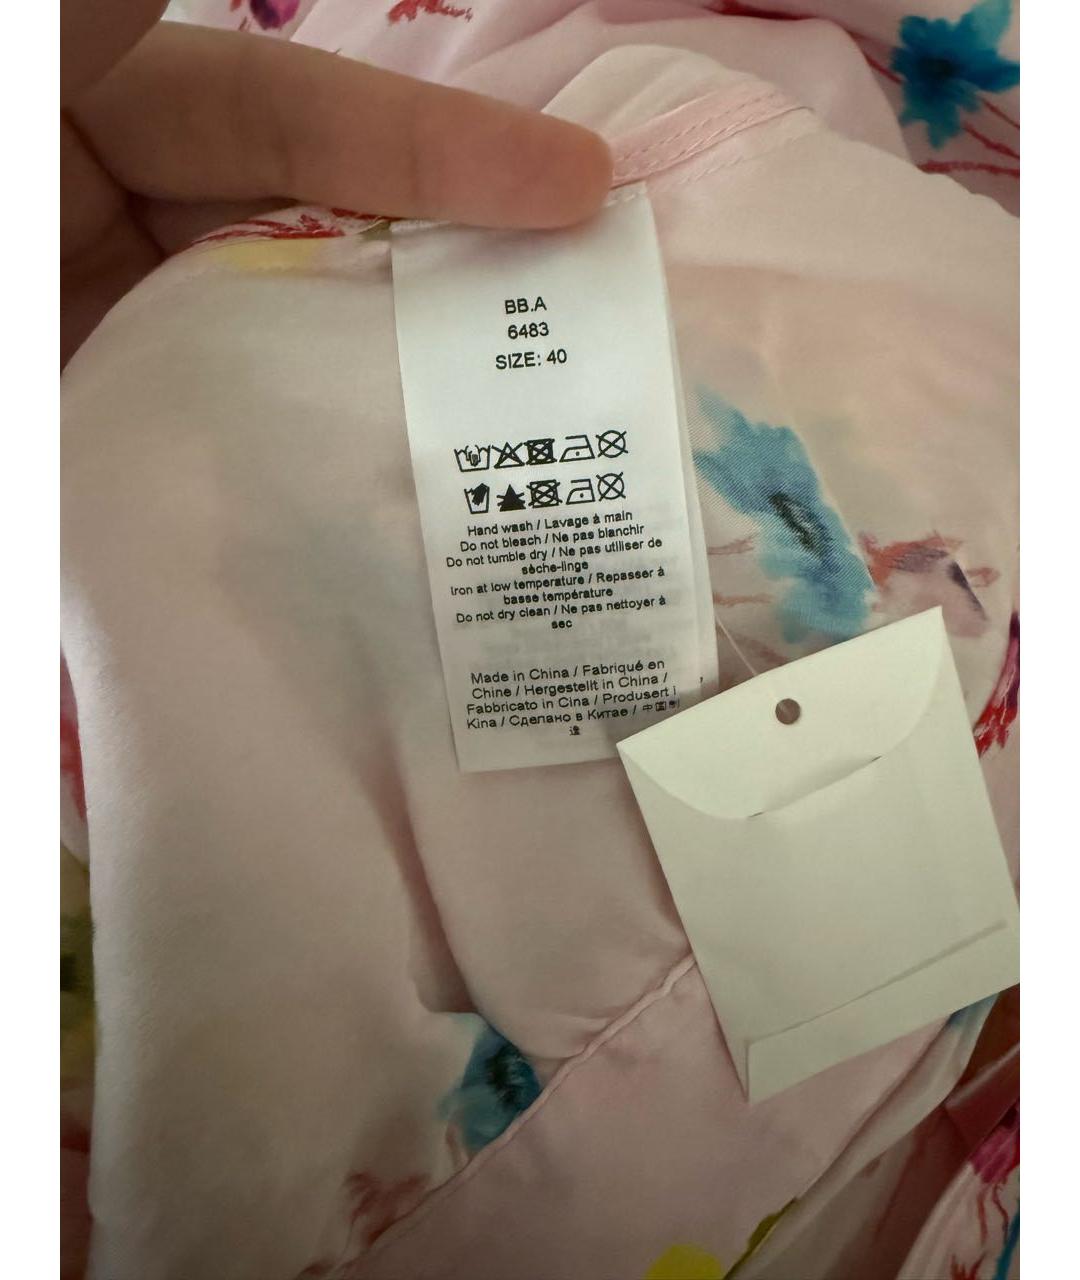 BB.A
6483
SIZE: 40
Hand wash / Lavage à main
Do not bleach / Ne pas blanchir
Do not tumble dry / Ne pas utiliser de
sèche-linge
Iron at low temperature / Repasser à
basse température
Do not dry clean / Ne pas nettoyer à
sec
Made in China / Fabriqué en
Chine / Hergestellt in China /
Fabbricato in Cina / Produsert i
Kina / Сделано в Китае / 中国制
造